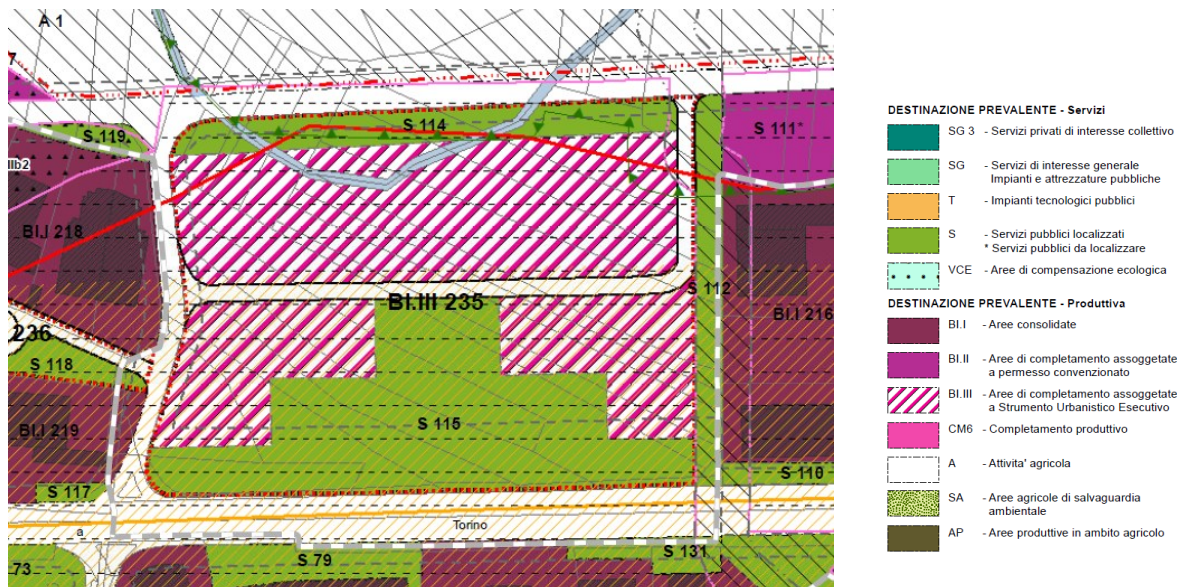 A 1
7
S 119
S 114
S 111*
IIb2
BI.I 218
BI.III 235
S 112
BI.I 216
236
S 118
S 115
BI.I 219
S 117
S 110
Torino
a
S 79
S 131
73
DESTINAZIONE PREVALENTE - Servizi
SG 3 - Servizi privati di interesse collettivo
SG - Servizi di interesse generale
Impianti e attrezzature pubbliche
T - Impianti tecnologici pubblici
S - Servizi pubblici localizzati
* Servizi pubblici da localizzare
VCE - Aree di compensazione ecologica
DESTINAZIONE PREVALENTE - Produttiva
BI.I - Aree consolidate
BI.II - Aree di completamento assoggetate
a permesso convenzionato
BI.III - Aree di completamento assoggetate
a Strumento Urbanistico Esecutivo
CM6 - Completamento produttivo
A - Attivita' agricola
SA - Aree agricole di salvaguardia
ambientale
AP - Aree produttive in ambito agricolo